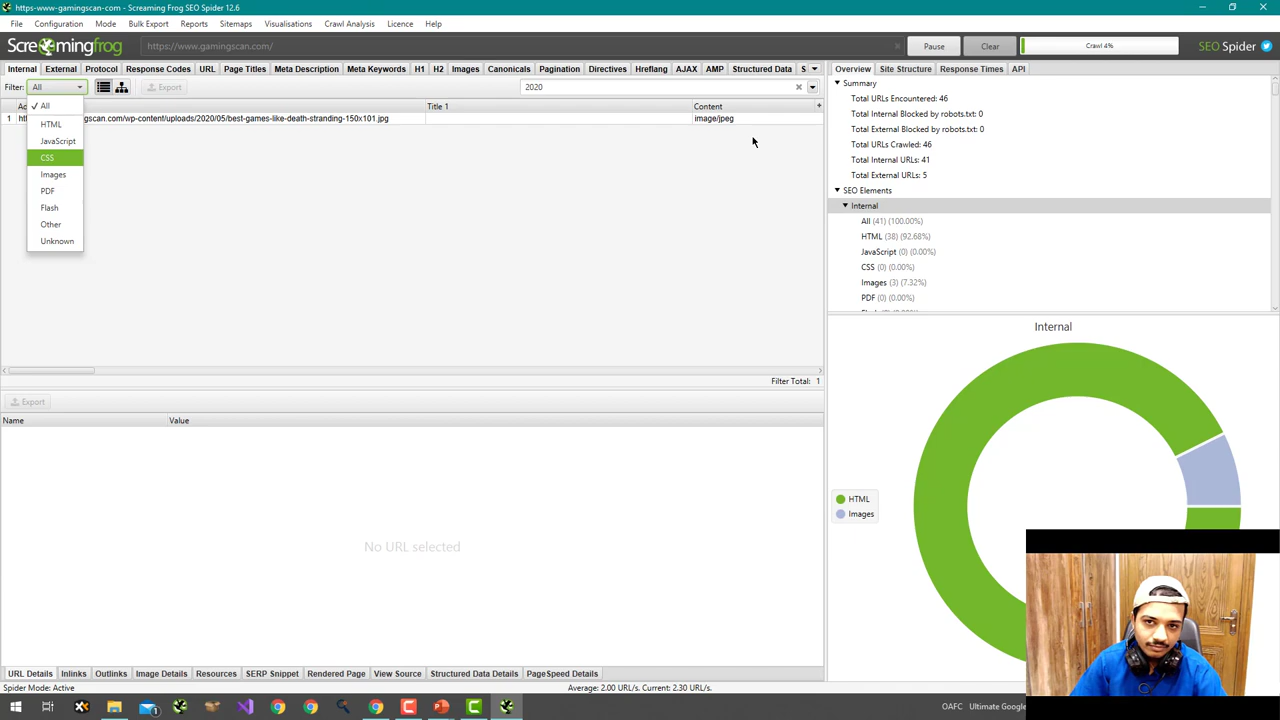 https-www-gamingscan.com/ - Screaming Frog SEO Spider 12.6
File Configuration Mode Bulk Export Reports Sitemaps Visualisations Crawl Analysis Licence Help
Screamingfrog https://www.gamingscan.com/ Pause Clear Crawl 4% SEO Spider
Internal External Protocol Response Codes URL Page Titles Meta Description Meta Keywords H1 H2 Images Canonicals Pagination Directives Hreflang AJAX AMP Structured Data S
Overview Site Structure Response Times API
Filter: All Export 2020
Title 1 Content
1 gscan.com/wp-content/uploads/2020/05/best-games-like-death-stranding-150x101.jpg image/jpeg
All
HTML
JavaScript
CSS
Images
PDF
Flash
Other
Unknown
Summary
Total URLs Encountered: 46
Total Internal Blocked by robots.txt: 0
Total External Blocked by robots.txt: 0
Total URLs Crawled: 46
Total Internal URLs: 41
Total External URLs: 5
SEO Elements
Internal
All (41) (100.00%)
HTML (38) (92.68%)
JavaScript (0) (0.00%)
CSS (0) (0.00%)
Images (3) (7.32%)
PDF (0) (0.00%)
Filter Total: 1
Export
Name Value
No URL selected
Internal
HTML
Images
URL Details Inlinks Outlinks Image Details Resources SERP Snippet Rendered Page View Source Structured Data Details PageSpeed Details
Spider Mode: Active Average: 2.00 URL/s. Current: 2.30 URL/s.
OAFC Ultimate Google